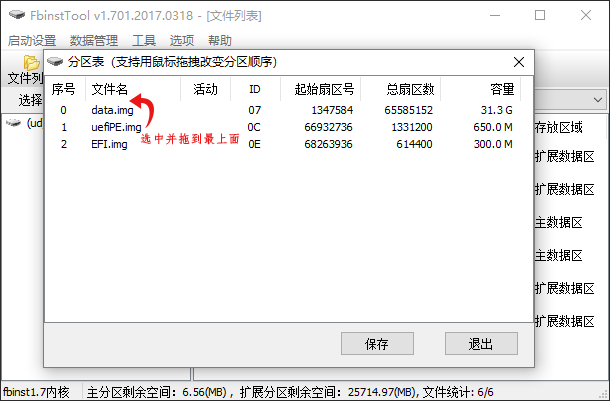 FbinstTool v1.701.2017.0318 - [文件列表]
启动设置 数据管理 工具 选项 帮助
文件列
选择
(ud
分区表（支持用鼠标拖拽改变分区顺序）
序号 文件名 活动 ID 起始扇区号 总扇区数 容量
0 data.img 07 1347584 65585152 31.3 G
1 uefiPE.img 0C 66932736 1331200 650.0 M
2 EFI.img 0E 68263936 614400 300.0 M
选中并拖到最上面
保存 退出
存放区域
扩展数据区
扩展数据区
主数据区
主数据区
扩展数据区
扩展数据区
fbinst1.7内核 主分区剩余空间：6.56(MB) , 扩展分区剩余空间：25714.97(MB), 文件统计: 6/6